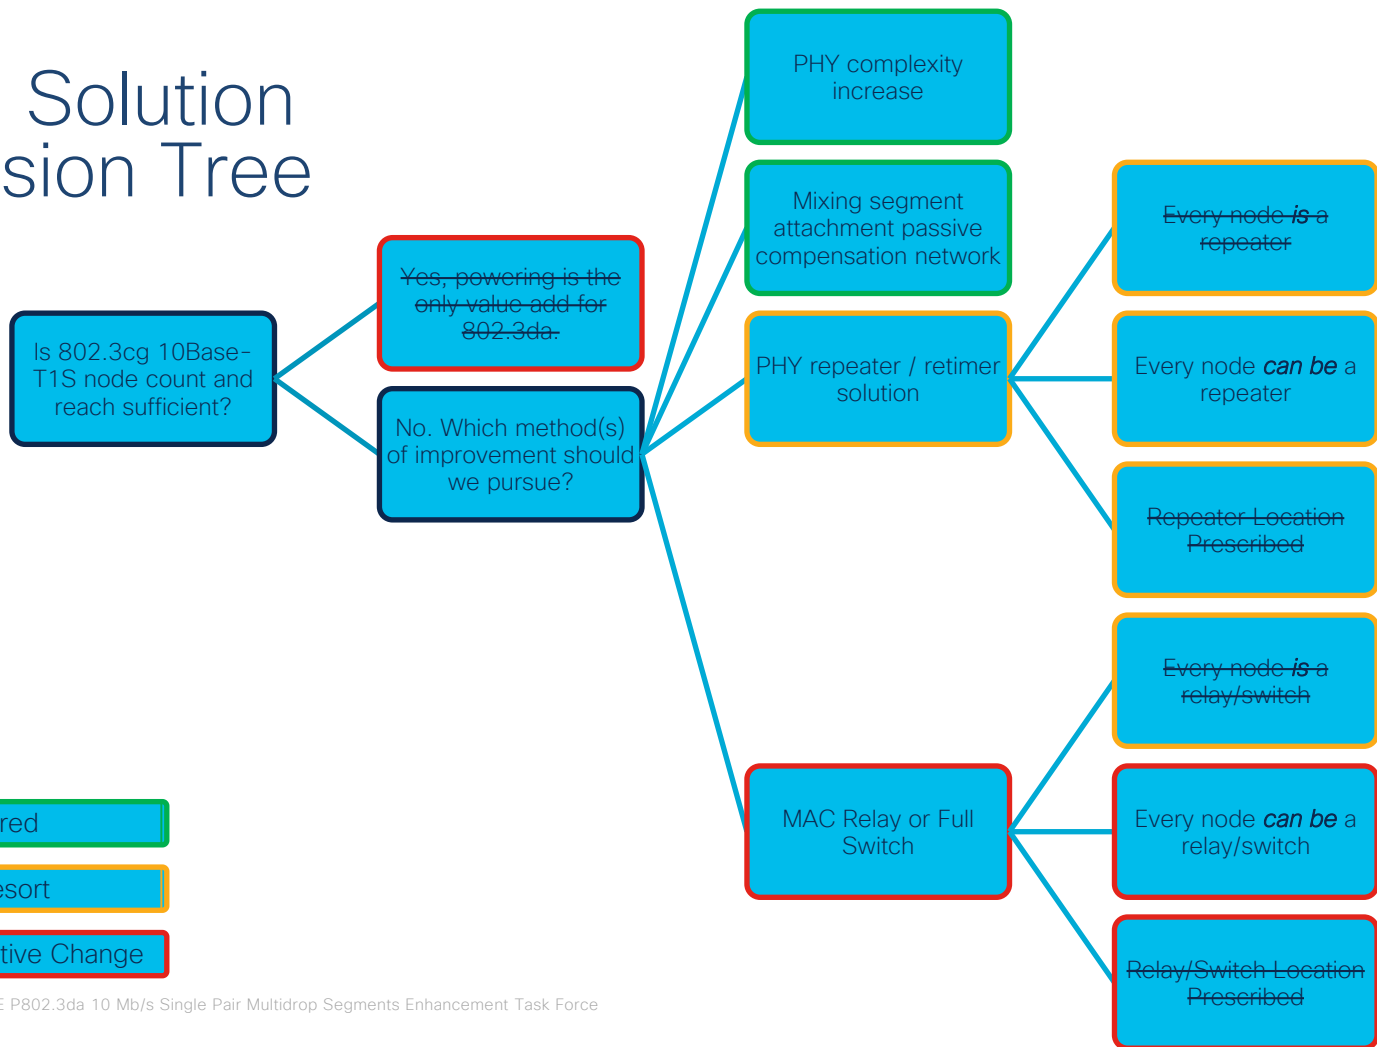 Solution
sion Tree
PHY complexity
increase
Mixing segment
attachment passive
compensation network
Every node is a
repeater
Yes, powering is the
only value add for
802.3da.
Is 802.3cg 10Base-
T1S node count and
reach sufficient?
PHY repeater / retimer
solution
Every node can be a
repeater
No. Which method(s)
of improvement should
we pursue?
Repeater Location
Prescribed
Every node is a
relay/switch
MAC Relay or Full
Switch
Every node can be a
relay/switch
Relay/Switch Location
Prescribed
red
esort
tive Change
E P802.3da 10 Mb/s Single Pair Multidrop Segments Enhancement Task Force